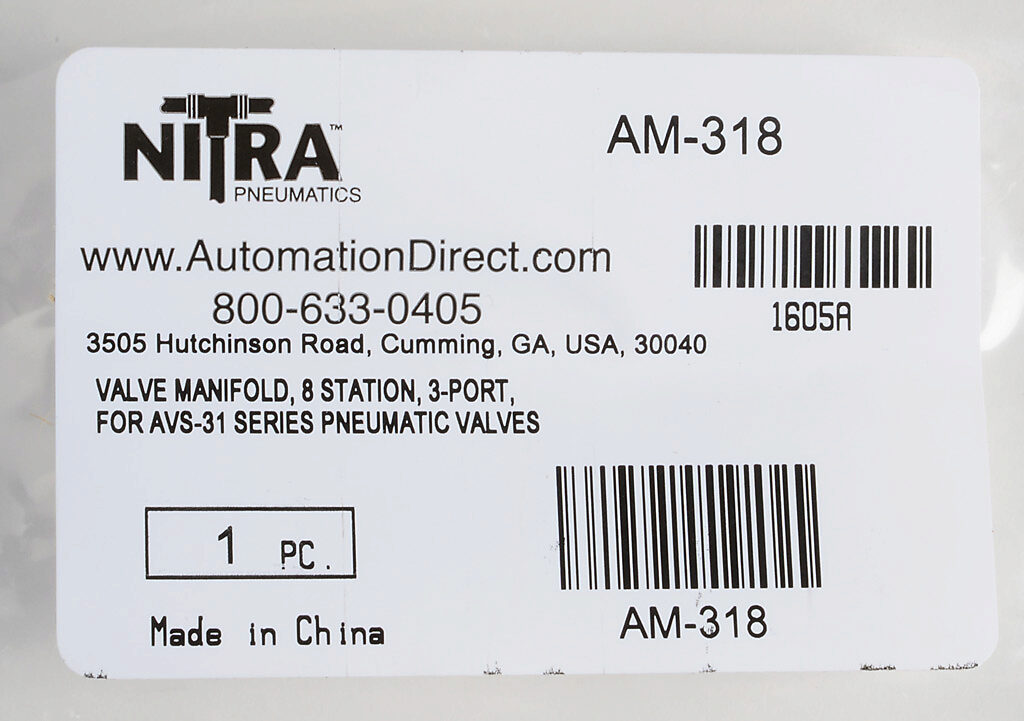 NITRA™
PNEUMATICS
AM-318
www.AutomationDirect.com
800-633-0405
3505 Hutchinson Road, Cumming, GA, USA, 30040
1605A
VALVE MANIFOLD, 8 STATION, 3-PORT,
FOR AVS-31 SERIES PNEUMATIC VALVES
1 PC.
Made in China
AM-318